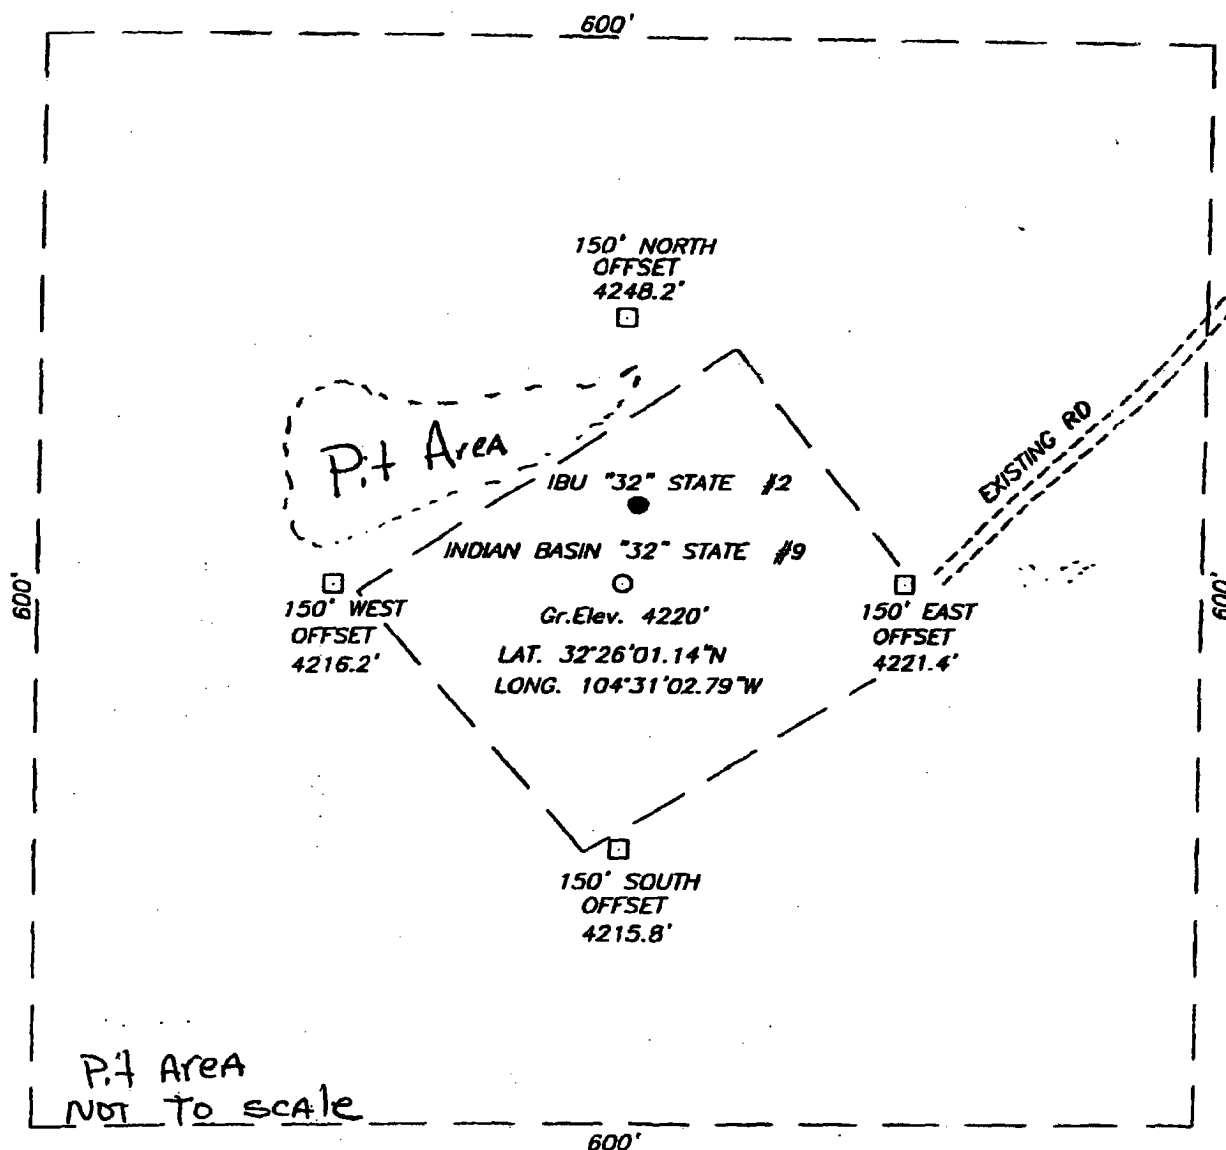 600'
150' NORTH
OFFSET
4248.2'
EXISTING RD
Pit Area
IBU "32" STATE #2
INDIAN BASIN "32" STATE #9
600'
600'
150' WEST
OFFSET
4216.2'
Gr.Elev. 4220'
LAT. 32°26'01.14"N
LONG. 104°31'02.79"W
150' EAST
OFFSET
4221.4'
150' SOUTH
OFFSET
4215.8'
Pit Area
NOT To scale
600'